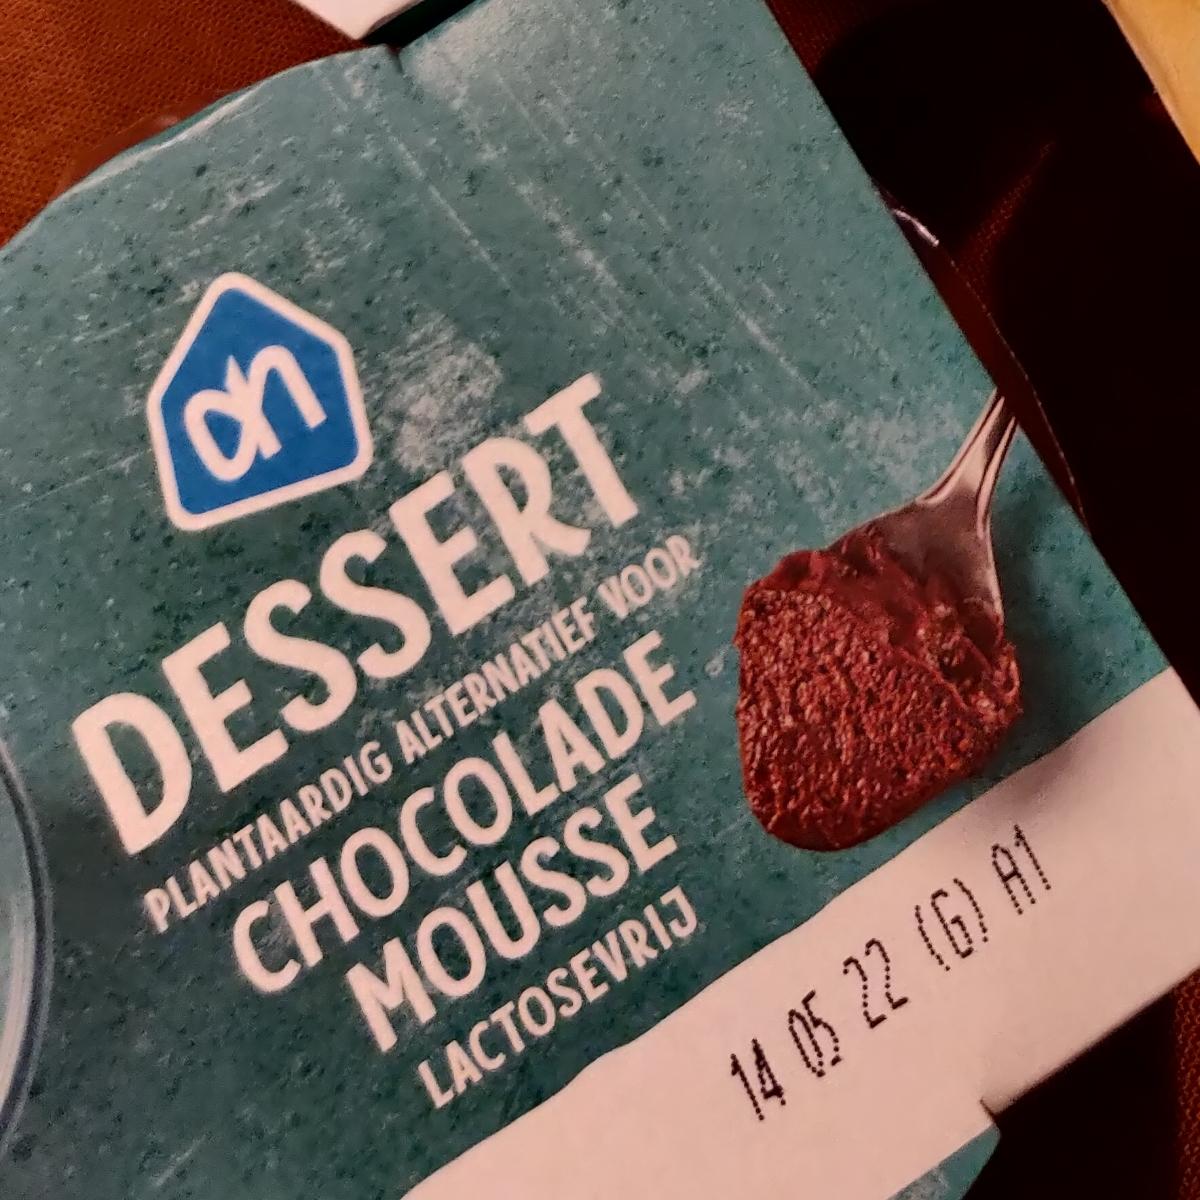 ah
DESSERT
PLANTAARDIG ALTERNATIEF VOOR
CHOCOLADE
MOUSSE
LACTOSEVRIJ
14 05 22 (G) A1